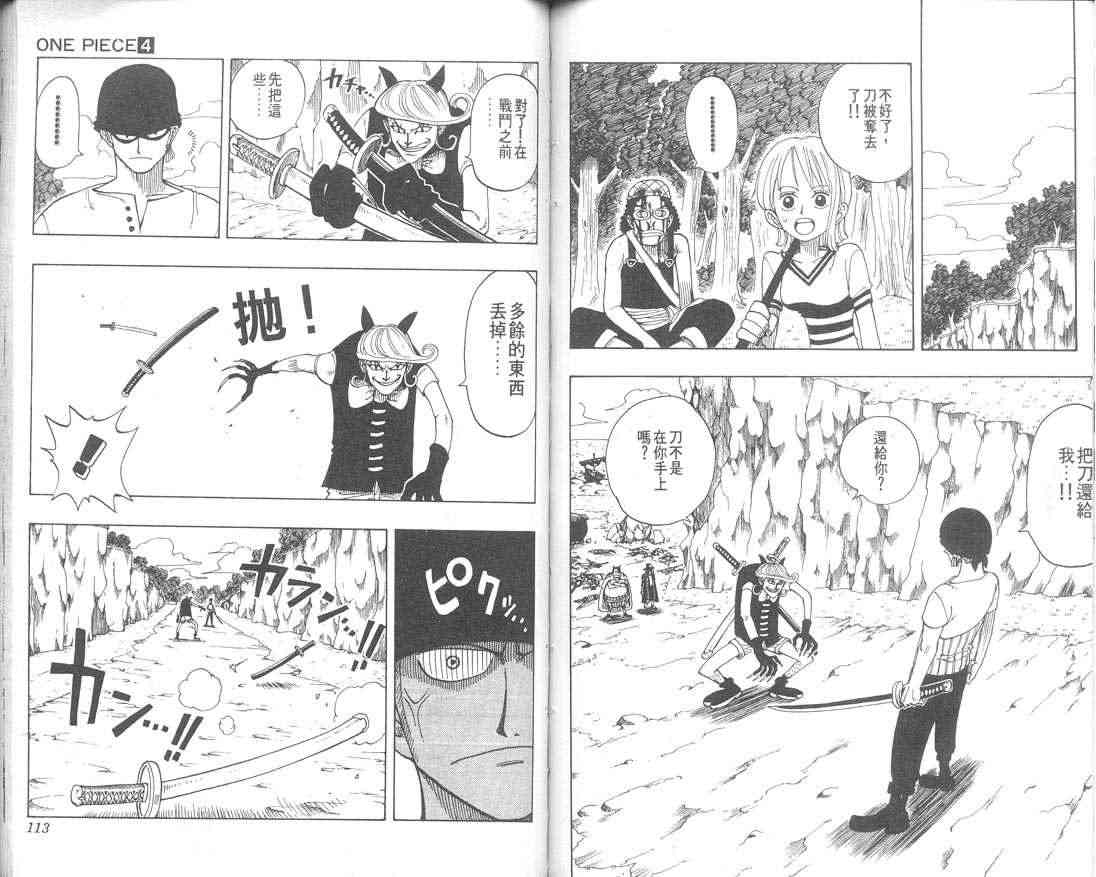 不好了，
刀被奪去
了!!
…………
把刀還給
我…!!
還給你?
刀不是
在你手上
嗎?
ONE PIECE 4
對了!…在
戰鬥之前
……
カチャ…
先把這
些……
…………
多餘的東西
丟掉……
拋！
!
ピクッ
カラン…!!
カン…!!
113